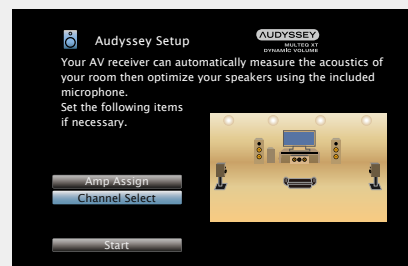 Audyssey Setup
AUDYSSEY
MULTEQ XT
DYNAMIC VOLUME
Your AV receiver can automatically measure the acoustics of
your room then optimize your speakers using the included
microphone.
Set the following items
if necessary.
Amp Assign
Channel Select
Start